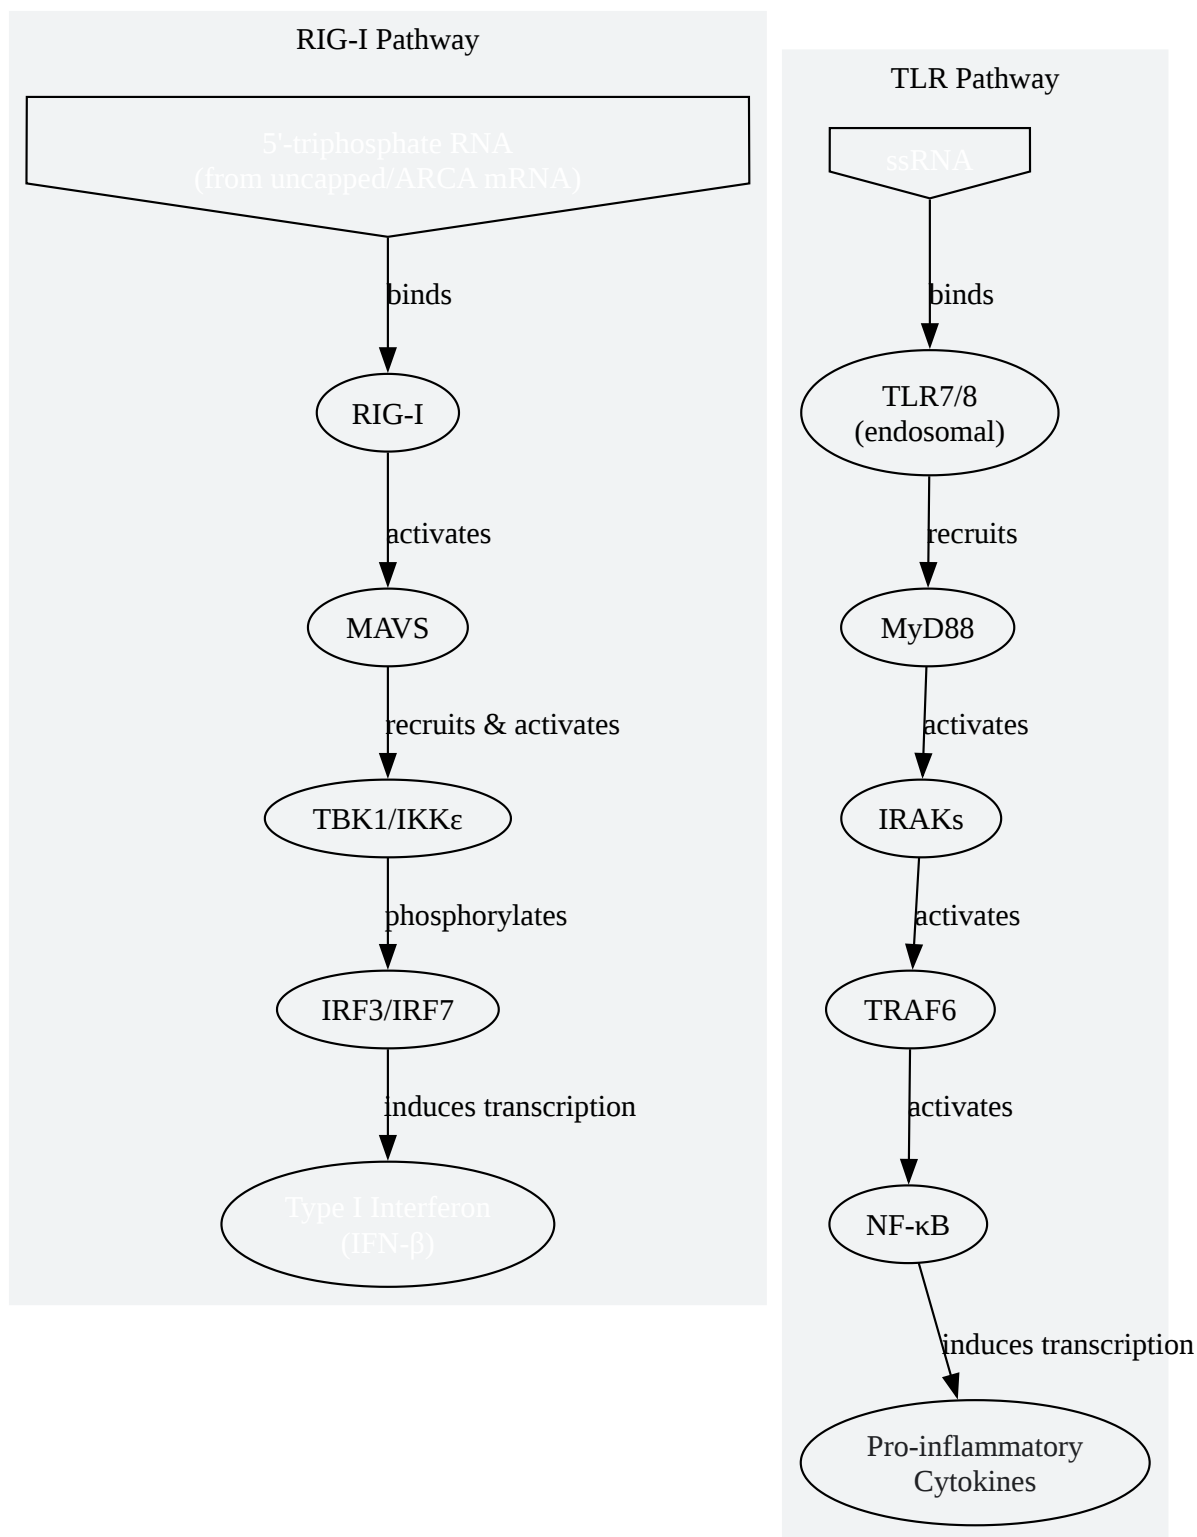 RIG-I Pathway
5'-triphosphate RNA
(from uncapped/ARCA mRNA)
binds
RIG-I
activates
MAVS
recruits & activates
TBK1/IKKε
phosphorylates
IRF3/IRF7
induces transcription
Type I Interferon
(IFN-β)
TLR Pathway
ssRNA
binds
TLR7/8
(endosomal)
recruits
MyD88
activates
IRAKs
activates
TRAF6
activates
NF-κB
induces transcription
Pro-inflammatory
Cytokines